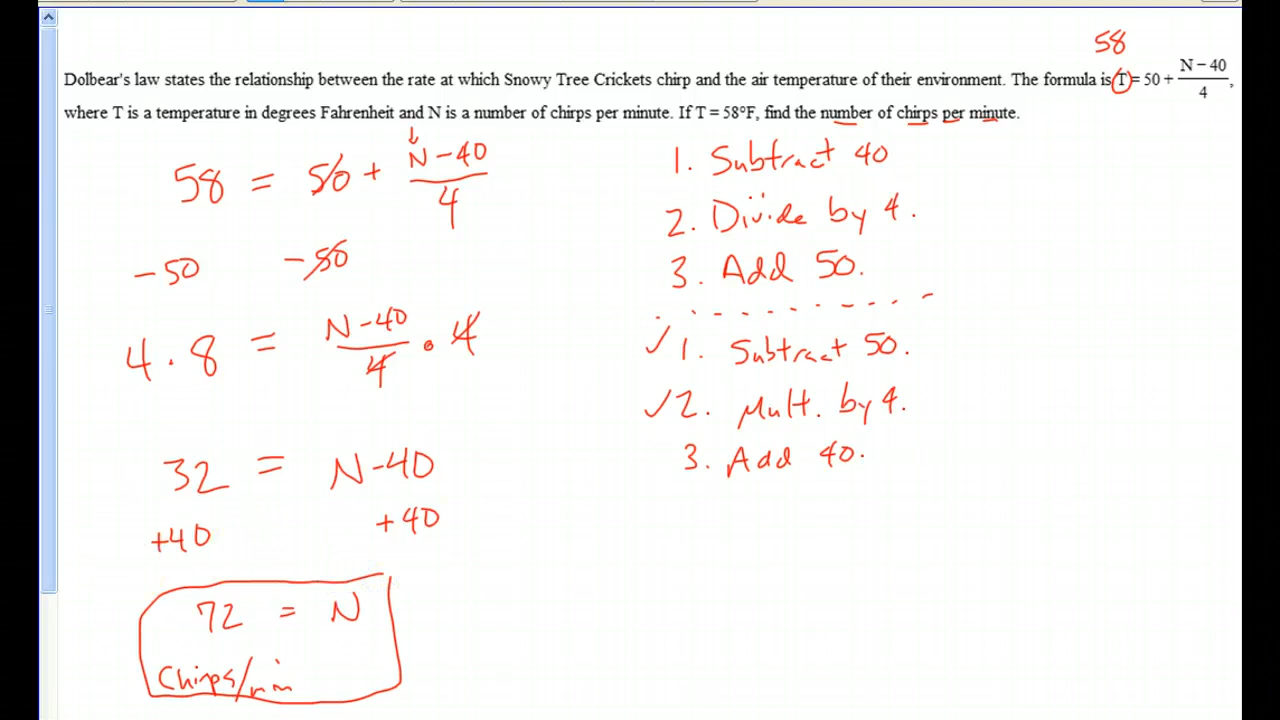 58
Dolbear's law states the relationship between the rate at which Snowy Tree Crickets chirp and the air temperature of their environment. The formula is T = 50 + (N − 40)/4,
where T is a temperature in degrees Fahrenheit and N is a number of chirps per minute. If T = 58°F, find the number of chirps per minute.
58 = 50 + (N − 40)/4
−50 −50
4 · 8 = (N − 40)/4 · 4
32 = N − 40
+40 +40
72 = N
Chirps/min
1. Subtract 40
2. Divide by 4.
3. Add 50.
✓ 1. Subtract 50.
✓ 2. Mult. by 4.
3. Add 40.